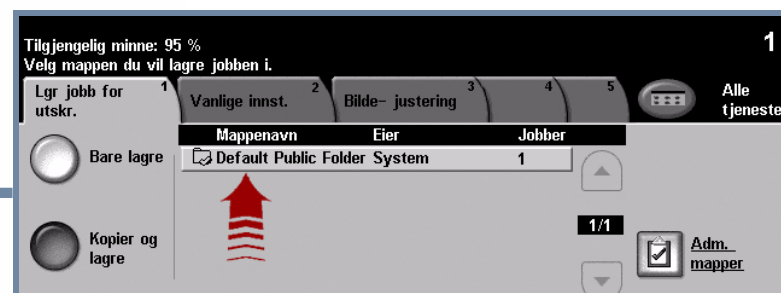 Tilgjengelig minne: 95 %
1
Velg mappen du vil lagre jobben i.
Lgr jobb for utskr.
1
Vanlige innst.
2
Bilde- justering
3
4
5
Alle
tjeneste
Mappenavn Eier Jobber
Bare lagre
Default Public Folder System 1
1/1
Kopier og
lagre
Adm.
mapper